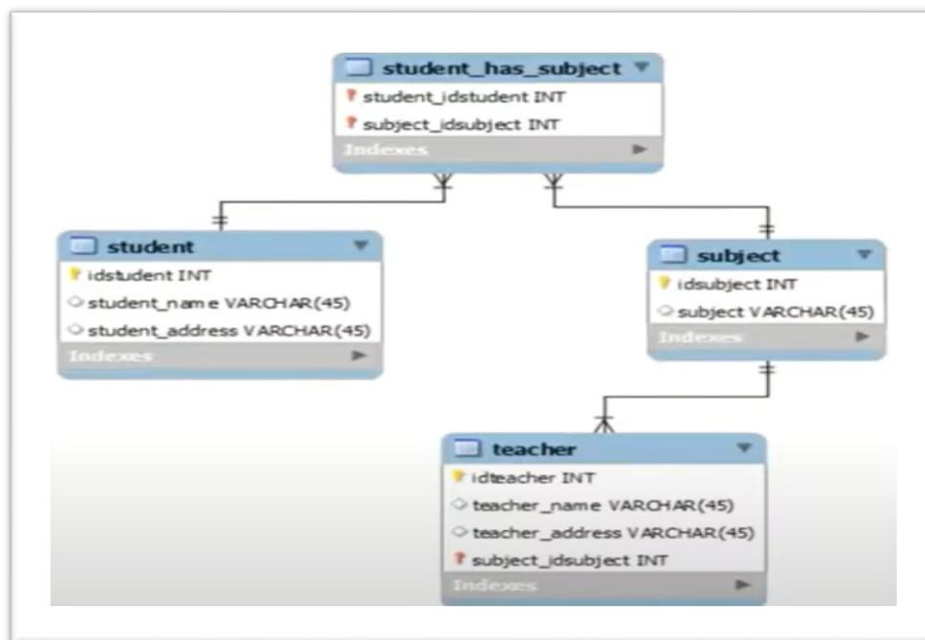 student_has_subject
student_idstudent INT
subject_idsubject INT
Indexes
student
idstudent INT
student_name VARCHAR(45)
student_address VARCHAR(45)
Indexes
subject
idsubject INT
subject VARCHAR(45)
Indexes
teacher
idteacher INT
teacher_name VARCHAR(45)
teacher_address VARCHAR(45)
subject_idsubject INT
Indexes